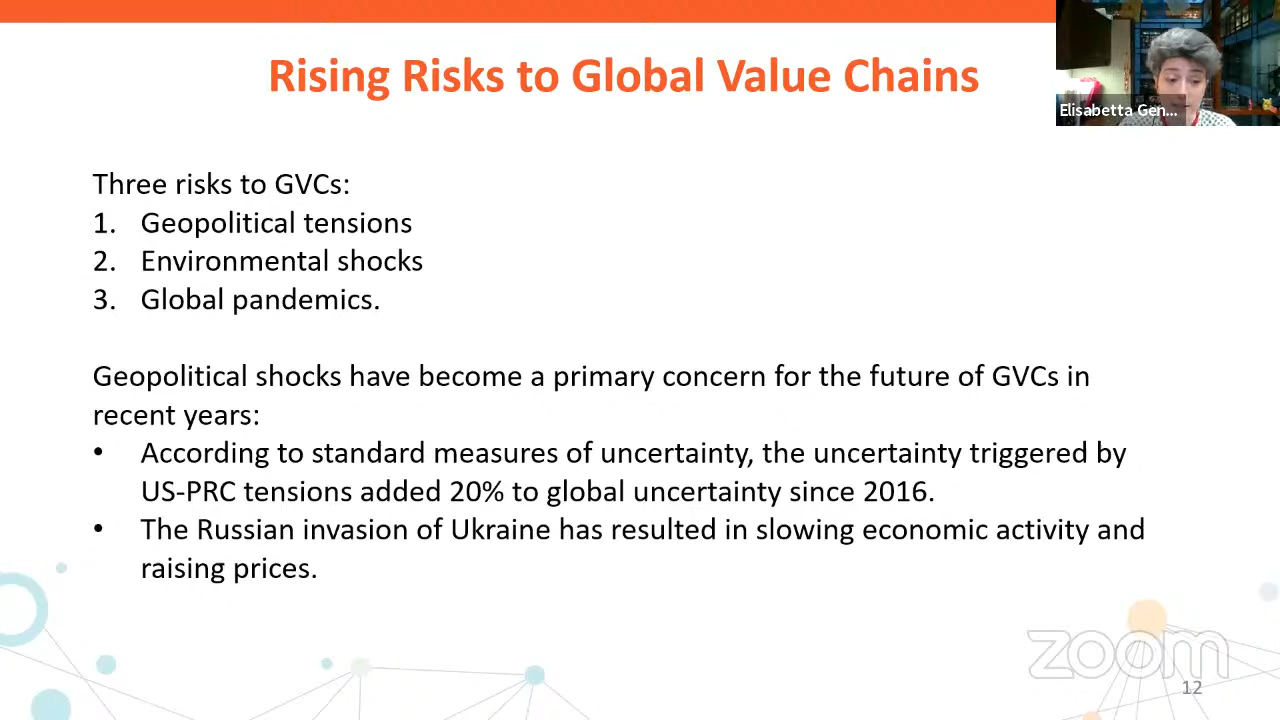 Rising Risks to Global Value Chains
Elisabetta Gen...
Three risks to GVCs:
1. Geopolitical tensions
2. Environmental shocks
3. Global pandemics.
Geopolitical shocks have become a primary concern for the future of GVCs in
recent years:
• According to standard measures of uncertainty, the uncertainty triggered by
US-PRC tensions added 20% to global uncertainty since 2016.
• The Russian invasion of Ukraine has resulted in slowing economic activity and
raising prices.
zoom
12